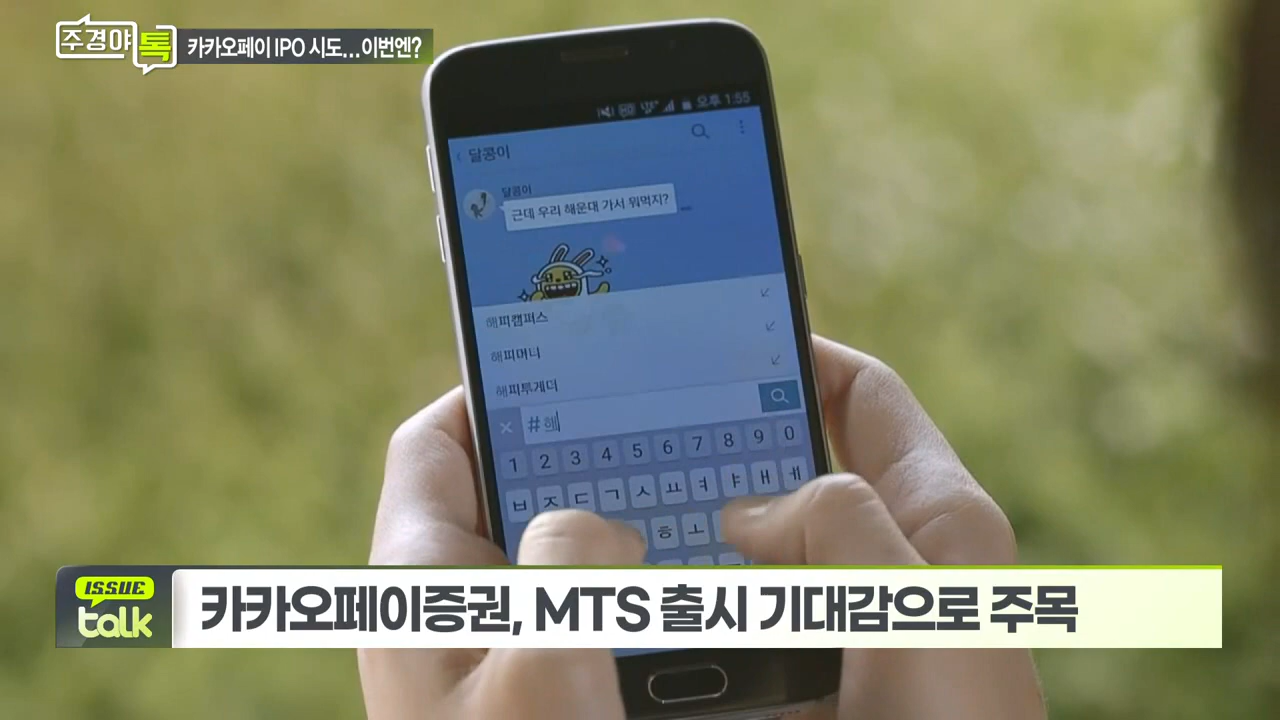 주경야톡
카카오페이 IPO 시도...이번엔?
오후 1:55
달콩이
달콩이
근데 우리 해운대 가서 뭐먹지?
해피캠퍼스
해피머니
해피투게더
#해
1 2 3 4 5 6 7 8 9 0
ㅂ ㅈ ㄷ ㄱ ㅅ ㅛ ㅕ ㅑ ㅐ ㅔ
ㅎ ㅗ
ISSUE
talk
카카오페이증권, MTS 출시 기대감으로 주목